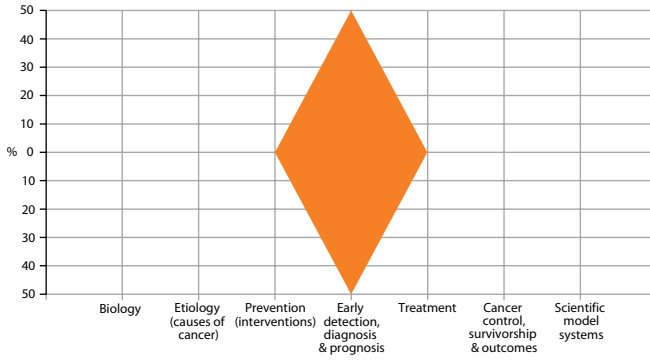 50
40
30
20
10
% 0
10
20
30
40
50
Biology
Etiology
(causes of
cancer)
Prevention
(interventions)
Early
detection,
diagnosis
& prognosis
Treatment
Cancer
control,
survivorship
& outcomes
Scientific
model
systems